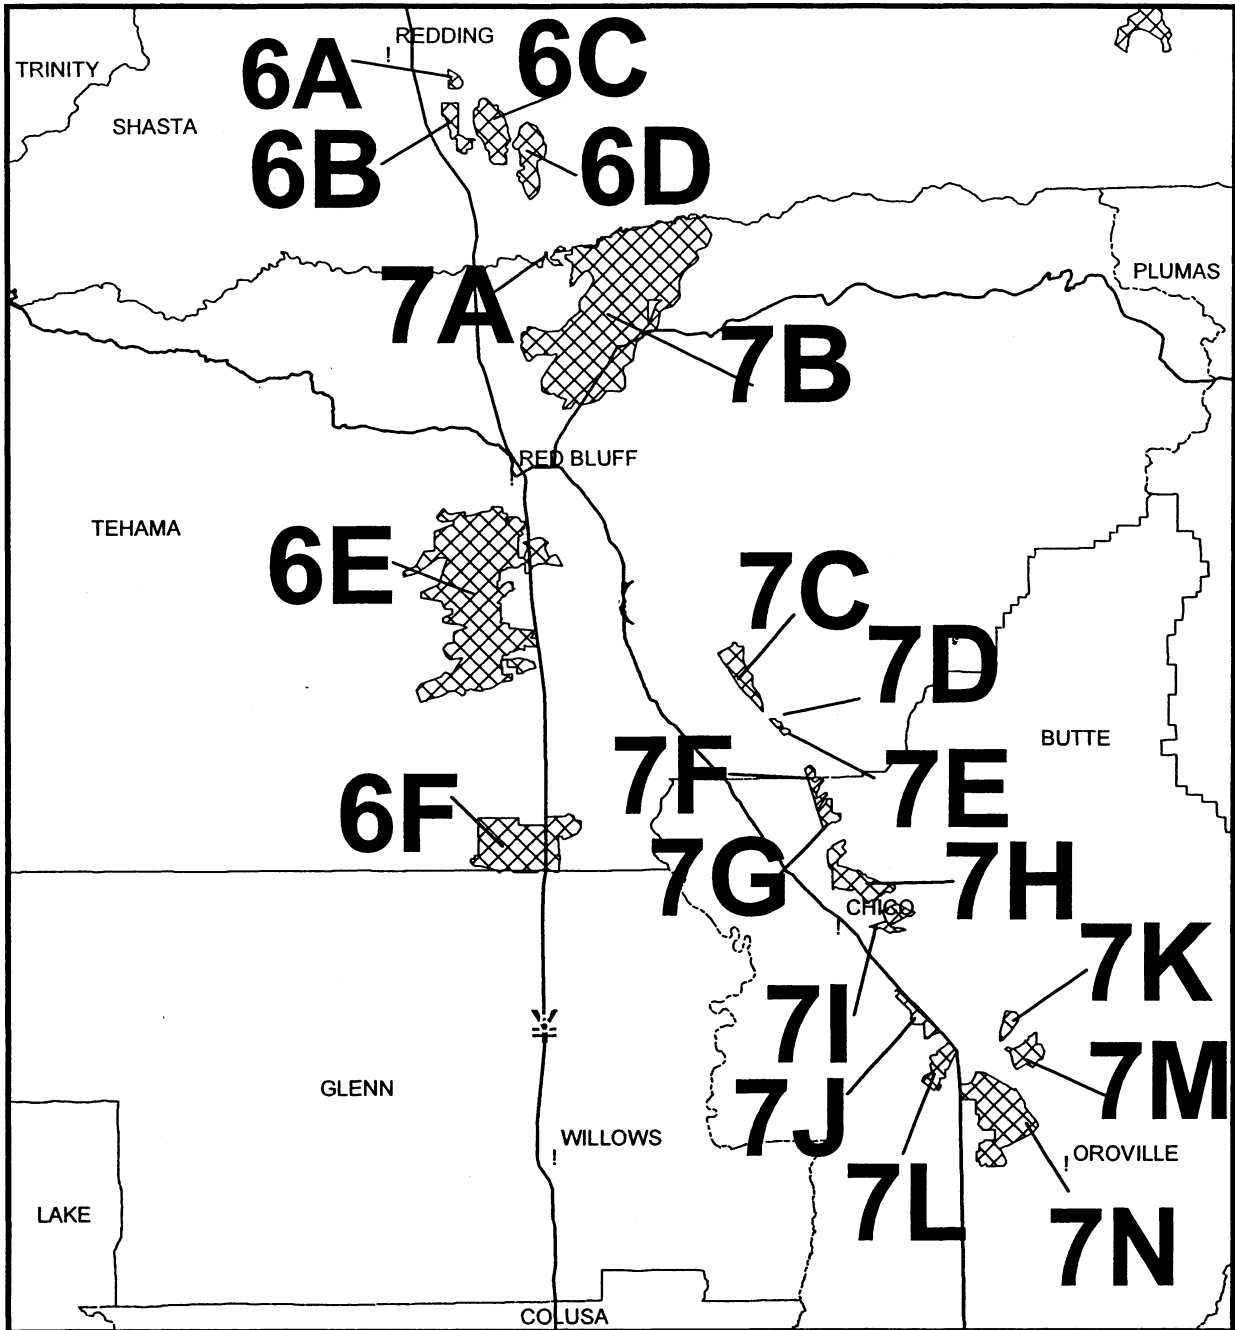 REDDING
6A
6C
TRINITY
SHASTA
6B
6D
PLUMAS
7A
7B
RED BLUFF
TEHAMA
6E
7C
7D
BUTTE
7F
7E
6F
7G
7H
CHICO
7K
7I
7M
7J
GLENN
WILLOWS
OROVILLE
7L
LAKE
7N
COLUSA